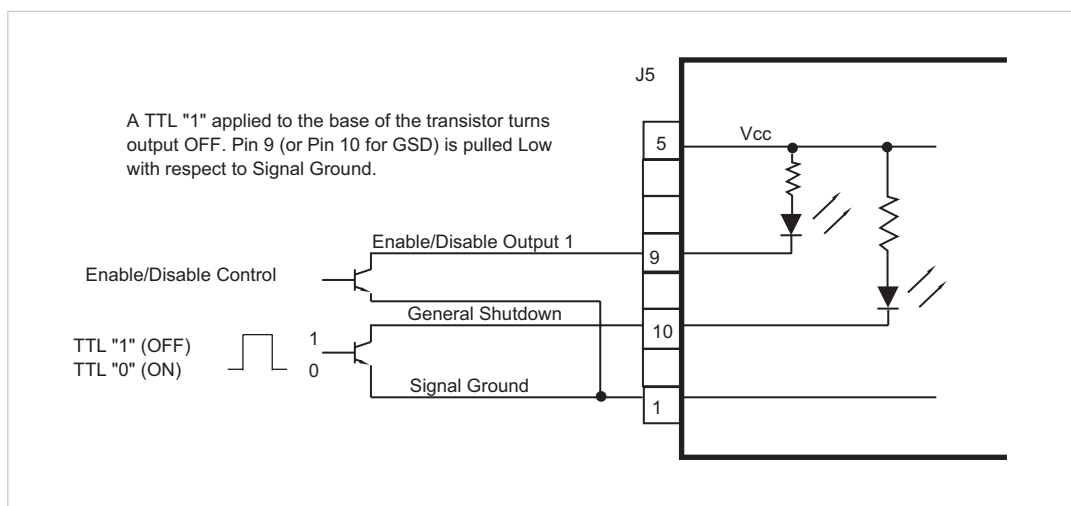 J5
A TTL "1" applied to the base of the transistor turns
output OFF. Pin 9 (or Pin 10 for GSD) is pulled Low
with respect to Signal Ground.
5
Vcc
Enable/Disable Output 1
9
Enable/Disable Control
General Shutdown
10
TTL "1" (OFF)
1
TTL "0" (ON)
0
Signal Ground
1